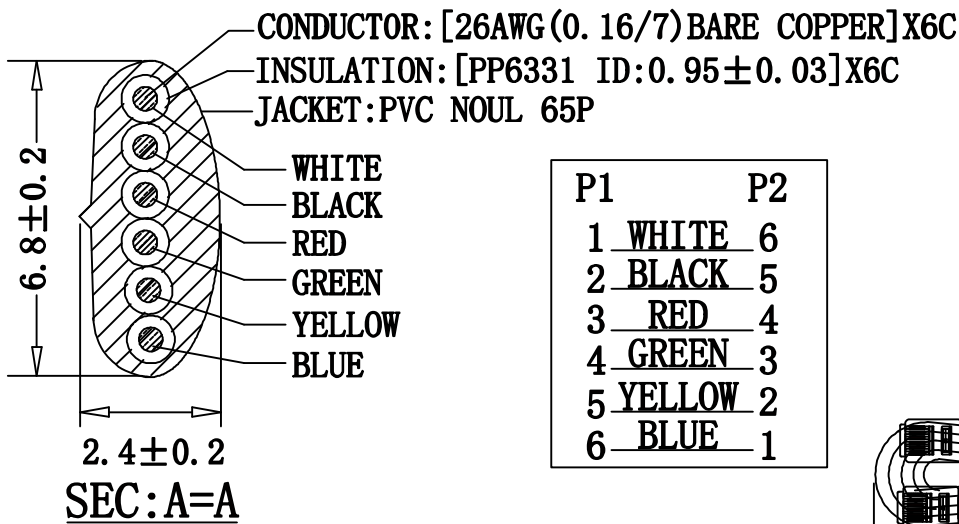 CONDUCTOR:[26AWG(0.16/7)BARE COPPER]X6C
INSULATION:[PP6331 ID:0.95±0.03]X6C
JACKET:PVC NOUL 65P
WHITE
BLACK
RED
GREEN
YELLOW
BLUE
6.8±0.2
2.4±0.2
SEC:A=A
P1 P2
1 WHITE 6
2 BLACK 5
3 RED 4
4 GREEN 3
5 YELLOW 2
6 BLUE 1